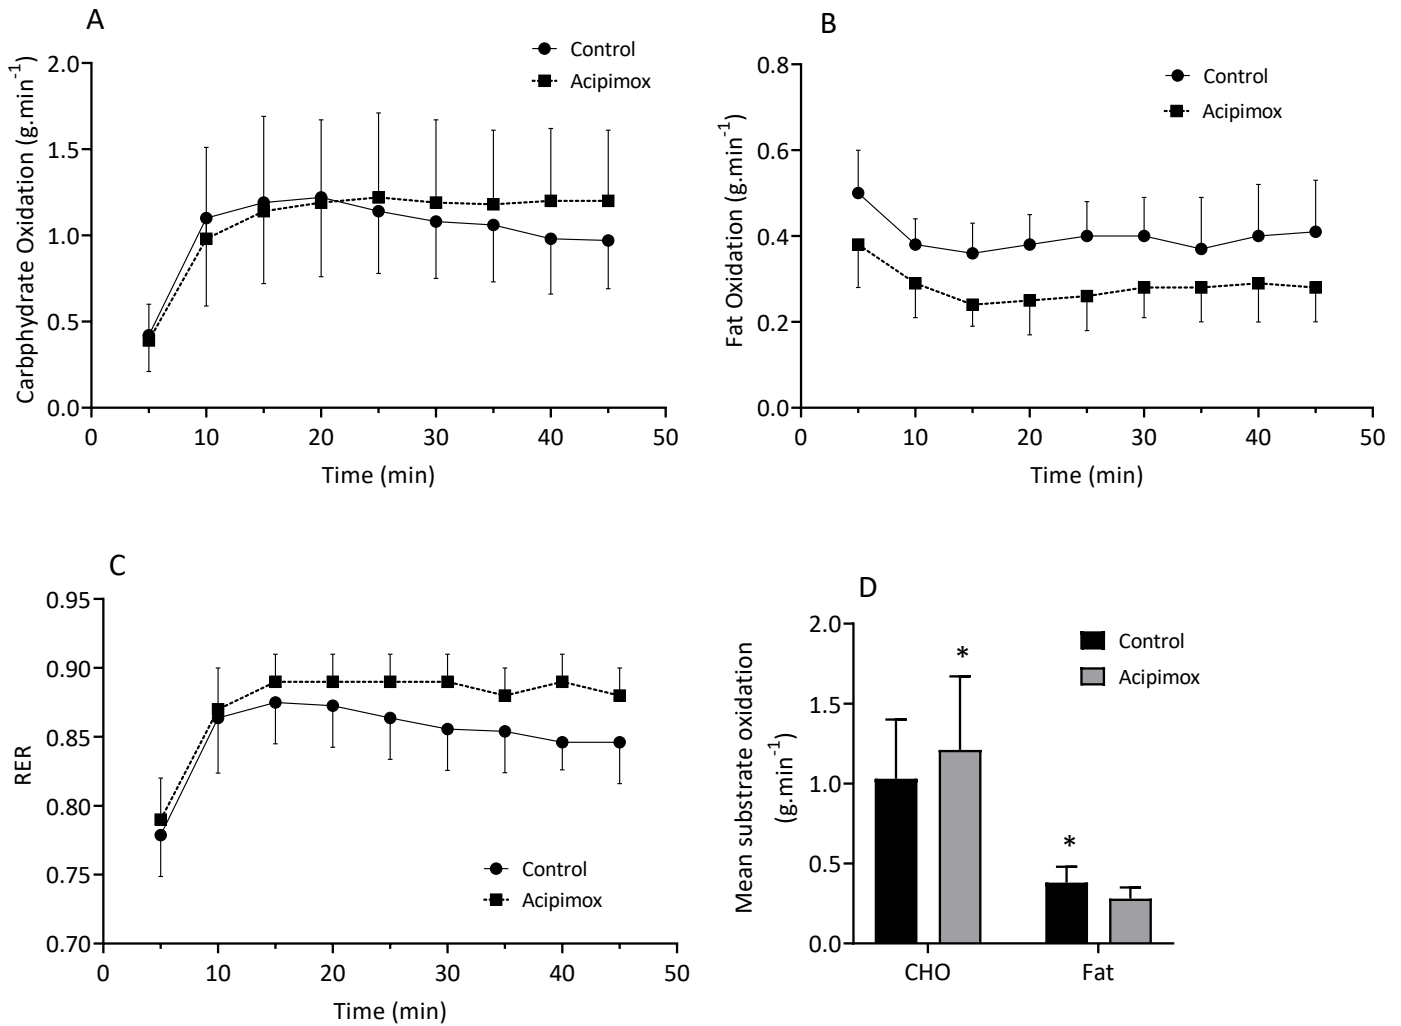 A
Carbphydrate Oxidation (g.min-1)
2.0
1.5
1.0
0.5
0.0
0 10 20 30 40 50
Time (min)
Control
Acipimox
B
Fat Oxidation (g.min-1)
0.8
0.6
0.4
0.2
0.0
0 10 20 30 40 50
Time (min)
Control
Acipimox
C
RER
0.95
0.90
0.85
0.80
0.75
0.70
0 10 20 30 40 50
Time (min)
Control
Acipimox
D
Mean substrate oxidation
(g.min-1)
2.0
1.5
1.0
0.5
0.0
*
*
CHO Fat
Control
Acipimox